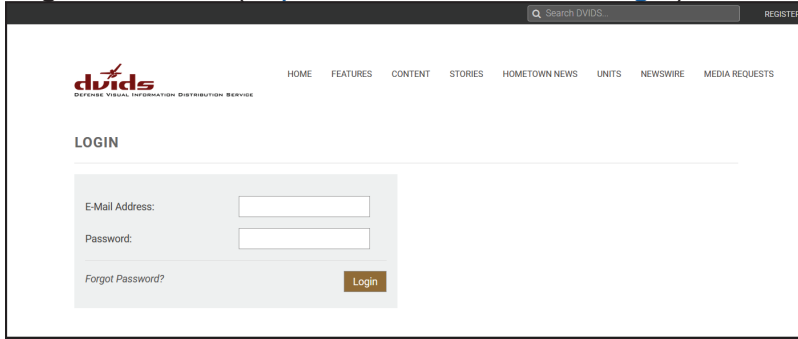 Search DVIDS...
REGISTER
dvids
DEFENSE VISUAL INFORMATION DISTRIBUTION SERVICE
HOME FEATURES CONTENT STORIES HOMETOWN NEWS UNITS NEWSWIRE MEDIA REQUESTS
LOGIN
E-Mail Address:
Password:
Forgot Password? Login